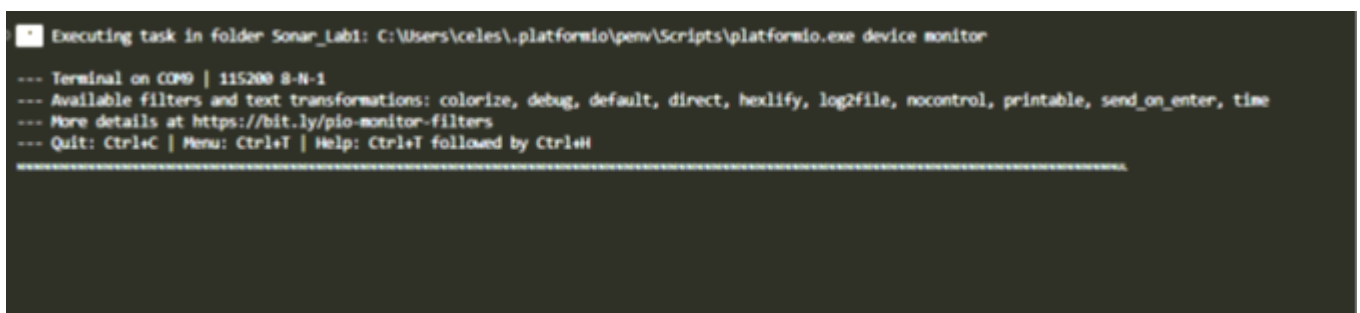 * Executing task in folder Sonar_Lab1: C:\Users\celes\.platformio\penv\Scripts\platformio.exe device monitor
--- Terminal on COM9 | 115200 8-N-1
--- Available filters and text transformations: colorize, debug, default, direct, hexlify, log2file, nocontrol, printable, send_on_enter, time
--- More details at https://bit.ly/pio-monitor-filters
--- Quit: Ctrl+C | Menu: Ctrl+T | Help: Ctrl+T followed by Ctrl+H